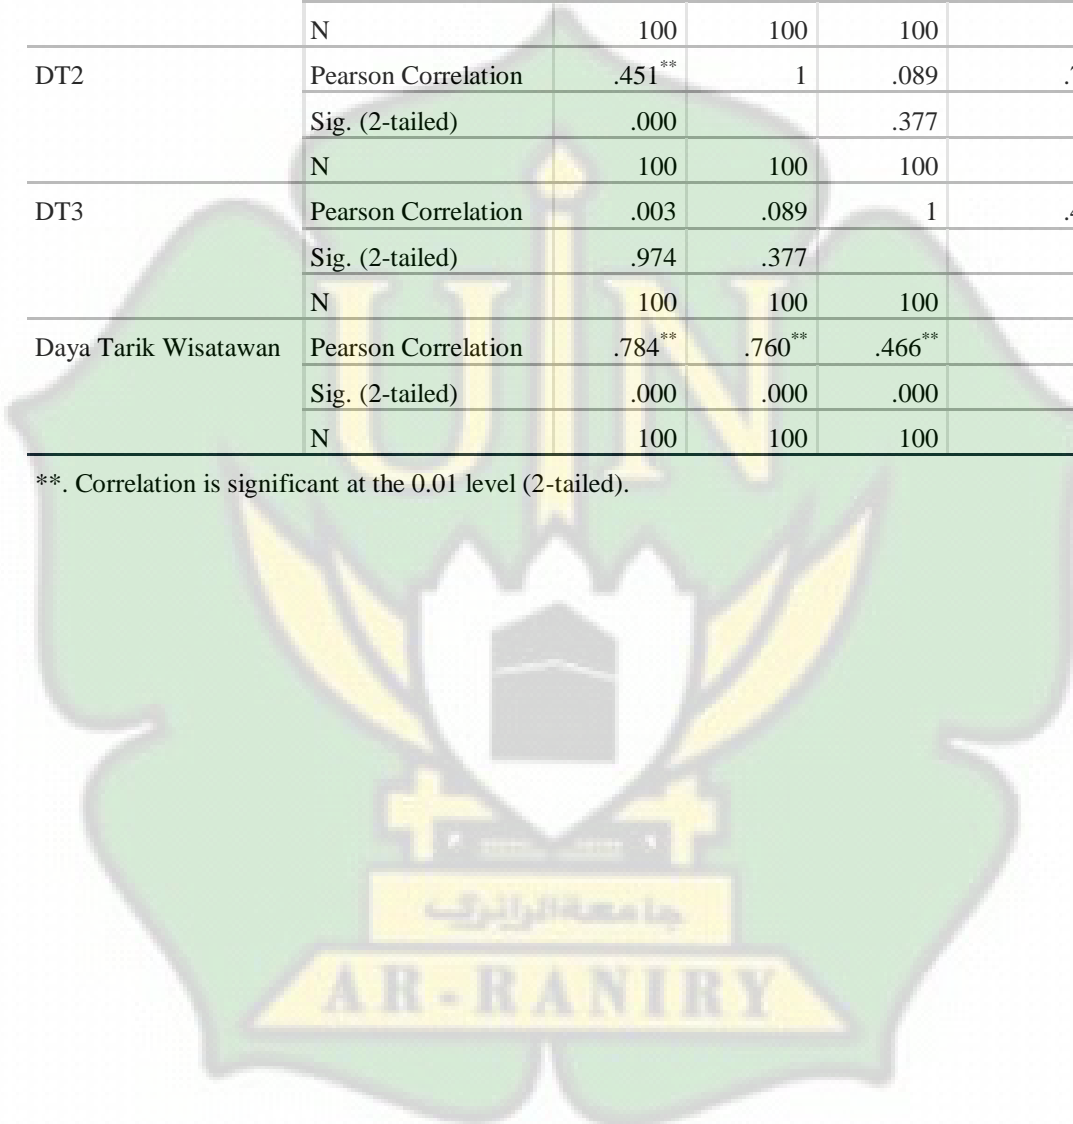 N 100 100 100
DT2 Pearson Correlation .451** 1 .089
Sig. (2-tailed) .000 .377
N 100 100 100
DT3 Pearson Correlation .003 .089 1
Sig. (2-tailed) .974 .377
N 100 100 100
Daya Tarik Wisatawan Pearson Correlation .784** .760** .466**
Sig. (2-tailed) .000 .000 .000
N 100 100 100
**. Correlation is significant at the 0.01 level (2-tailed).
UIN
جامعة الرانري
AR-RANIRY